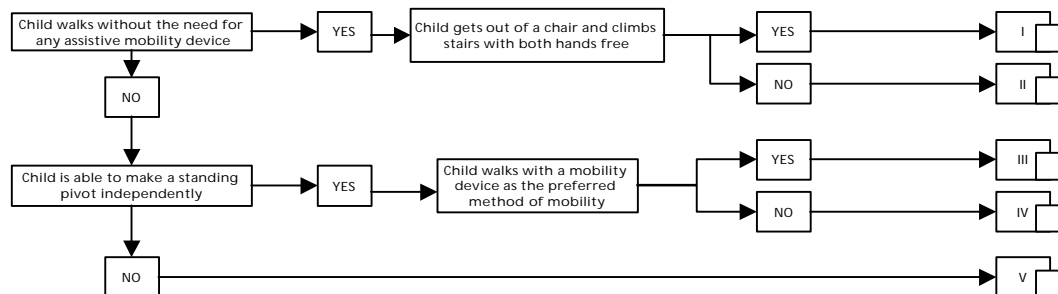 Child walks without the need for
any assistive mobility device
YES
Child gets out of a chair and climbs
stairs with both hands free
YES
I
NO
II
NO
Child is able to make a standing
pivot independently
YES
Child walks with a mobility
device as the preferred
method of mobility
YES
III
NO
IV
NO
V